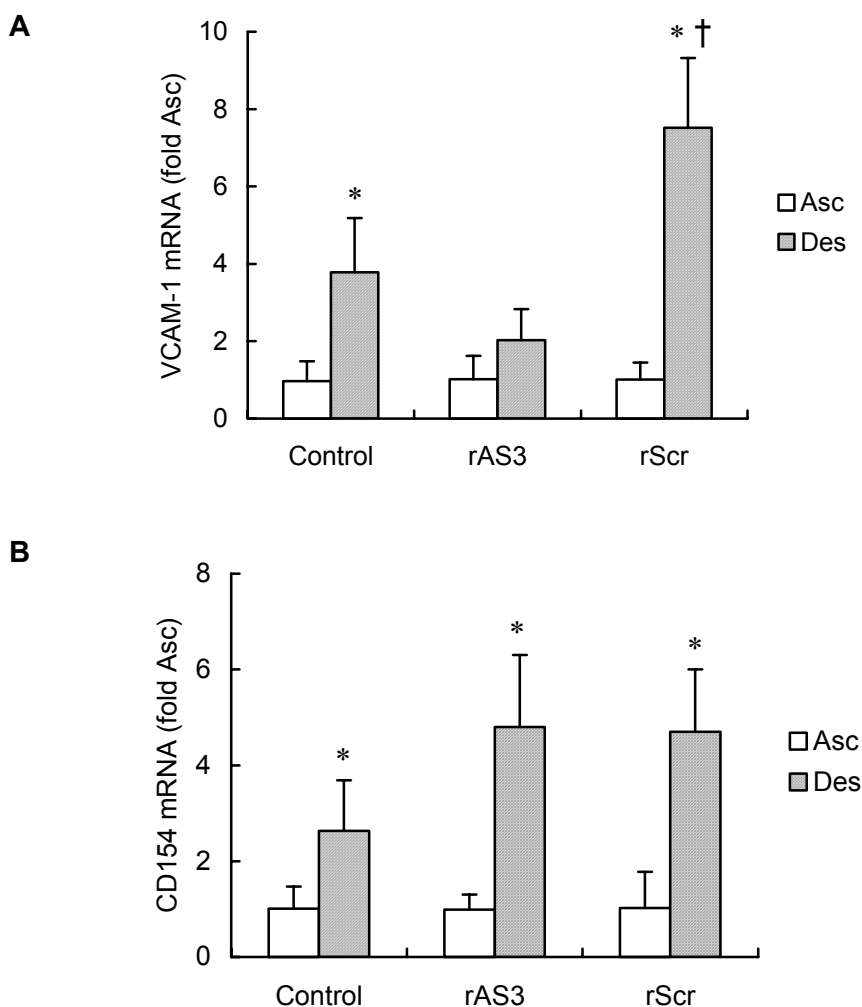 A
VCAM-1 mRNA (fold Asc)
10
8
6
4
2
0
*
* †
Asc
Des
Control rAS3 rScr
B
CD154 mRNA (fold Asc)
8
6
4
2
0
*
*
*
Asc
Des
Control rAS3 rScr